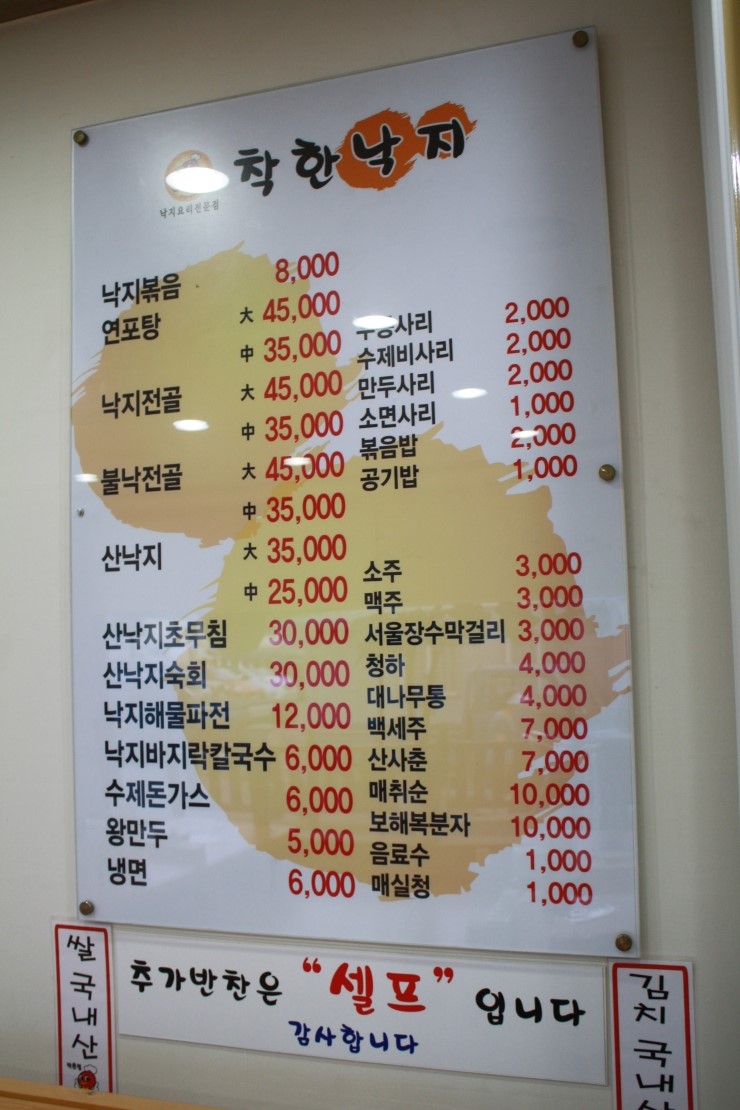 착한낙지
낙지요리전문점
낙지볶음 8,000
연포탕 大 45,000
中 35,000
낙지전골 大 45,000
中 35,000
불낙전골 大 45,000
中 35,000
산낙지 大 35,000
中 25,000
산낙지초무침 30,000
산낙지숙회 30,000
낙지해물파전 12,000
낙지바지락칼국수 6,000
수제돈가스 6,000
왕만두 5,000
냉면 6,000
사리 2,000
수제비사리 2,000
만두사리 2,000
소면사리 1,000
볶음밥 2,000
공기밥 1,000
소주 3,000
맥주 3,000
서울장수막걸리 3,000
청하 4,000
대나무통 4,000
백세주 7,000
산사춘 7,000
매취순 10,000
보해복분자 10,000
음료수 1,000
매실청 1,000
쌀 국내산
추가반찬은 “셀프” 입니다
감사합니다
김치 국내산